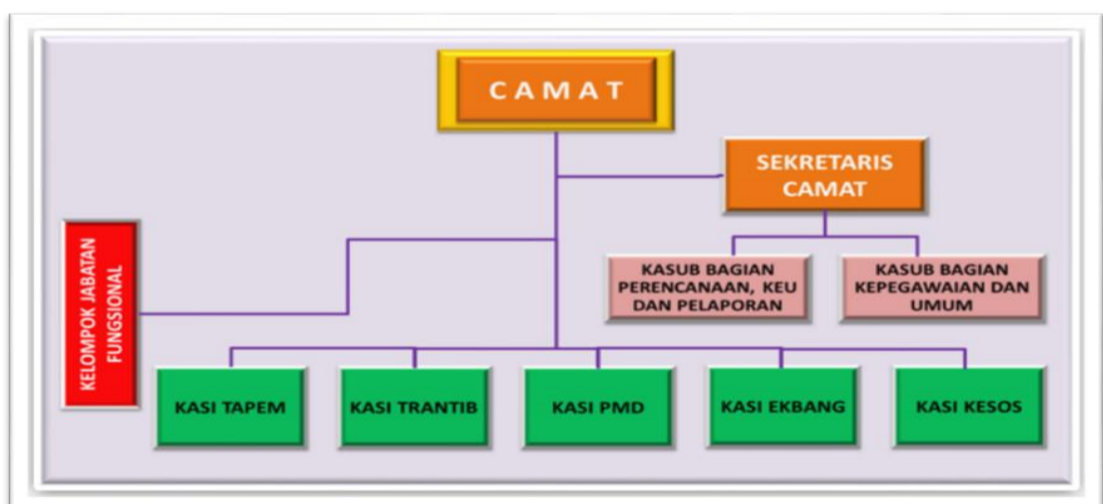 C A M A T
SEKRETARIS
CAMAT
KELOMPOK JABATAN
FUNGSIONAL
KASUB BAGIAN
PERENCANAAN, KEU
DAN PELAPORAN
KASUB BAGIAN
KEPEGAWAIAN DAN
UMUM
KASI TAPEM
KASI TRANTIB
KASI PMD
KASI EKBANG
KASI KESOS